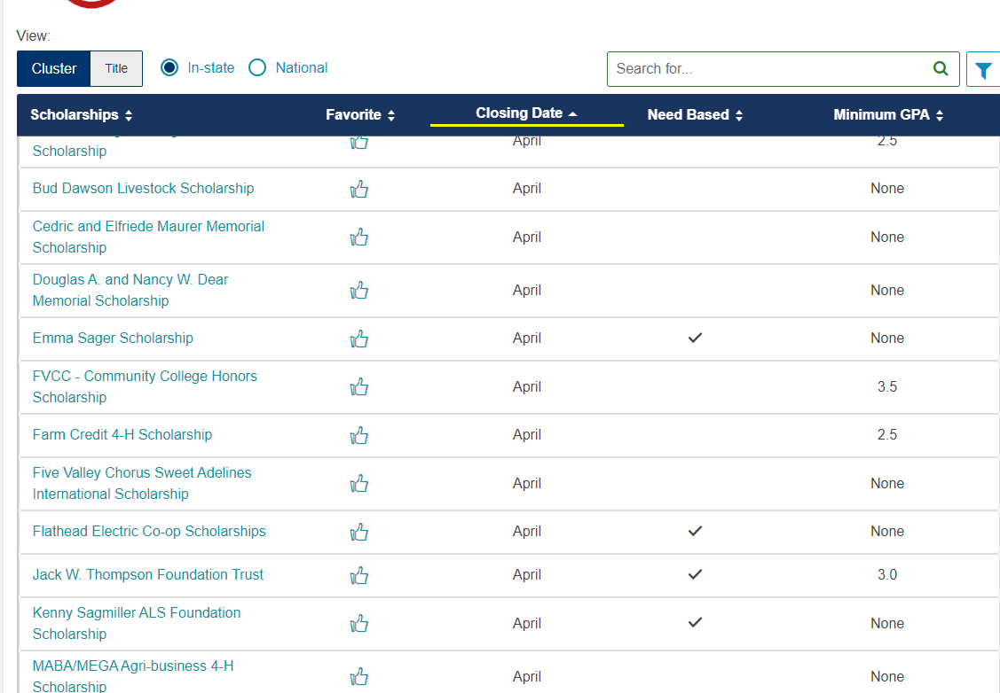 View:
Cluster Title In-state National Search for...
Scholarships Favorite Closing Date Need Based Minimum GPA
Scholarship April 2.5
Bud Dawson Livestock Scholarship April None
Cedric and Elfriede Maurer Memorial
Scholarship April None
Douglas A. and Nancy W. Dear
Memorial Scholarship April None
Emma Sager Scholarship April None
FVCC - Community College Honors
Scholarship April 3.5
Farm Credit 4-H Scholarship April 2.5
Five Valley Chorus Sweet Adelines
International Scholarship April None
Flathead Electric Co-op Scholarships April None
Jack W. Thompson Foundation Trust April 3.0
Kenny Sagmiller ALS Foundation
Scholarship April None
MABA/MEGA Agri-business 4-H
Scholarship April None